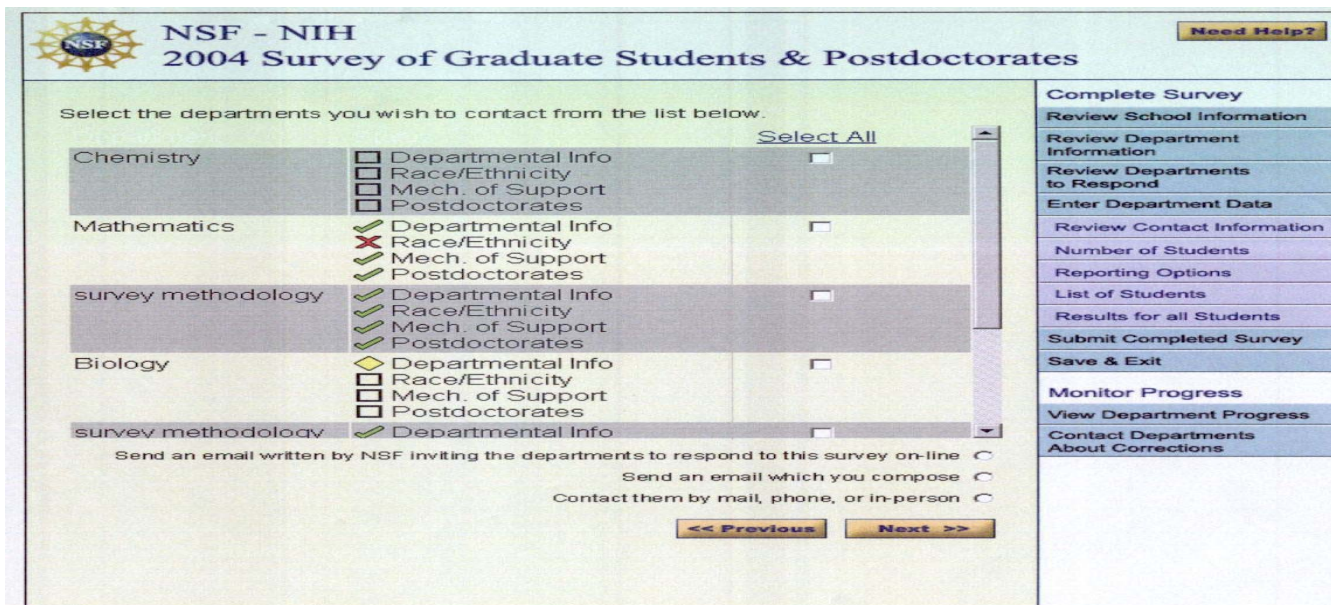 NSF
NSF - NIH
2004 Survey of Graduate Students & Postdoctorates
Need Help?
Select the departments you wish to contact from the list below.
Select All
Chemistry
Departmental Info
Race/Ethnicity
Mech. of Support
Postdoctorates
Mathematics
Departmental Info
Race/Ethnicity
Mech. of Support
Postdoctorates
survey methodology
Departmental Info
Race/Ethnicity
Mech. of Support
Postdoctorates
Biology
Departmental Info
Race/Ethnicity
Mech. of Support
Postdoctorates
survey methodology
Departmental Info
Send an email written by NSF inviting the departments to respond to this survey on-line
Send an email which you compose
Contact them by mail, phone, or in-person
<< Previous
Next >>
Complete Survey
Review School Information
Review Department
Information
Review Departments
to Respond
Enter Department Data
Review Contact Information
Number of Students
Reporting Options
List of Students
Results for all Students
Submit Completed Survey
Save & Exit
Monitor Progress
View Department Progress
Contact Departments
About Corrections